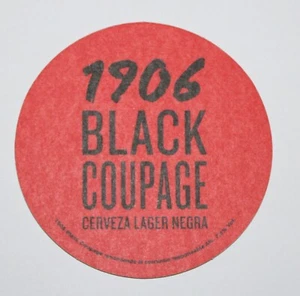 1906
BLACK
COUPAGE
CERVEZA LAGER NEGRA